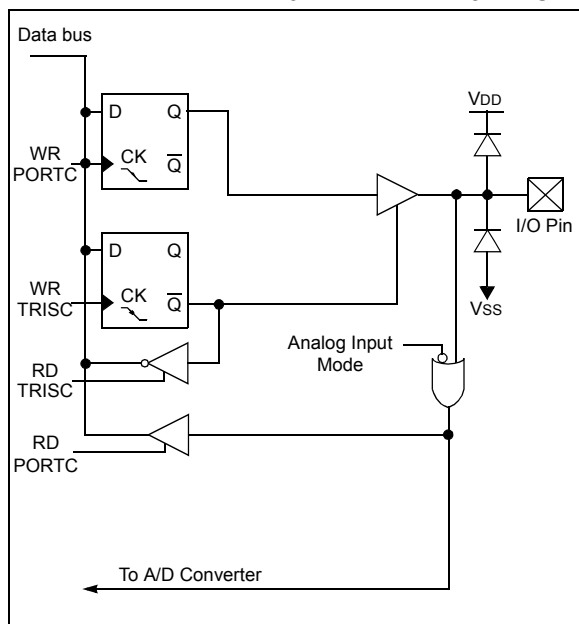 Data bus
D Q
WR
PORTC
CK Q
VDD
I/O Pin
D Q
WR
TRISC
CK Q
VSS
Analog Input
Mode
RD
TRISC
RD
PORTC
To A/D Converter